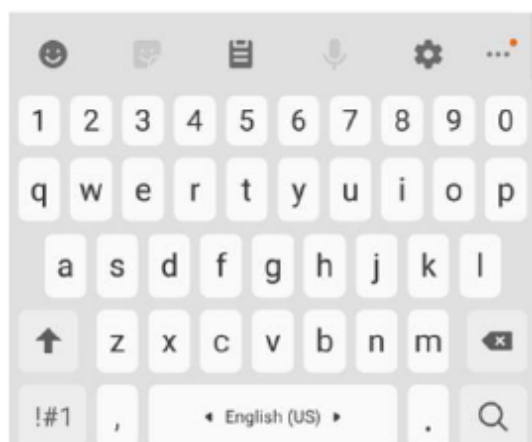 1 2 3 4 5 6 7 8 9 0
q w e r t y u i o p
a s d f g h j k l
z x c v b n m
!#1 , English (US) .